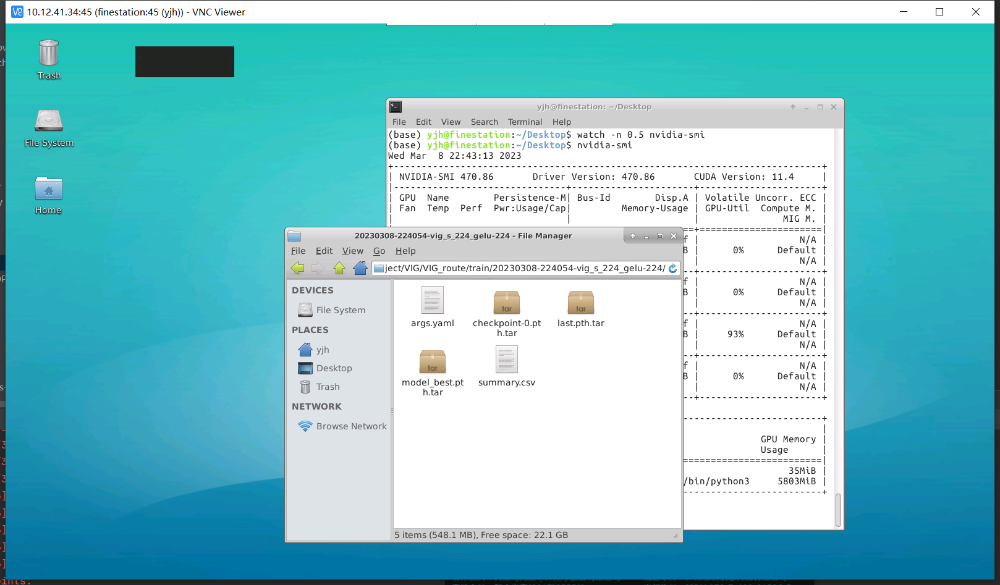 10.12.41.34:45 (finestation:45 (yjh)) - VNC Viewer
Trash
File System
Home
yjh@finestation: ~/Desktop
File Edit View Search Terminal Help
(base) yjh@finestation:~/Desktop$ watch -n 0.5 nvidia-smi
(base) yjh@finestation:~/Desktop$ nvidia-smi
Wed Mar  8 22:43:13 2023
+-----------------------------------------------------------------------------+
| NVIDIA-SMI 470.86       Driver Version: 470.86       CUDA Version: 11.4     |
|-------------------------------+----------------------+----------------------+
| GPU  Name        Persistence-M| Bus-Id        Disp.A | Volatile Uncorr. ECC |
| Fan  Temp  Perf  Pwr:Usage/Cap|         Memory-Usage | GPU-Util  Compute M. |
|                               |                      |               MIG M. |
f | N/A |
B | 0% Default |
| N/A |
f | N/A |
B | 0% Default |
| N/A |
f | N/A |
B | 93% Default |
| N/A |
f | N/A |
B | 0% Default |
| N/A |
GPU Memory |
Usage |
35MiB |
/bin/python3 5803MiB |
20230308-224054-vig_s_224_gelu-224 - File Manager
File Edit View Go Help
ject/VIG/VIG_route/train/20230308-224054-vig_s_224_gelu-224/
DEVICES
File System
PLACES
yjh
Desktop
Trash
NETWORK
Browse Network
args.yaml
checkpoint-0.pt
h.tar
last.pth.tar
model_best.pt
h.tar
summary.csv
tar
tar
tar
5 items (548.1 MB), Free space: 22.1 GB
ints: